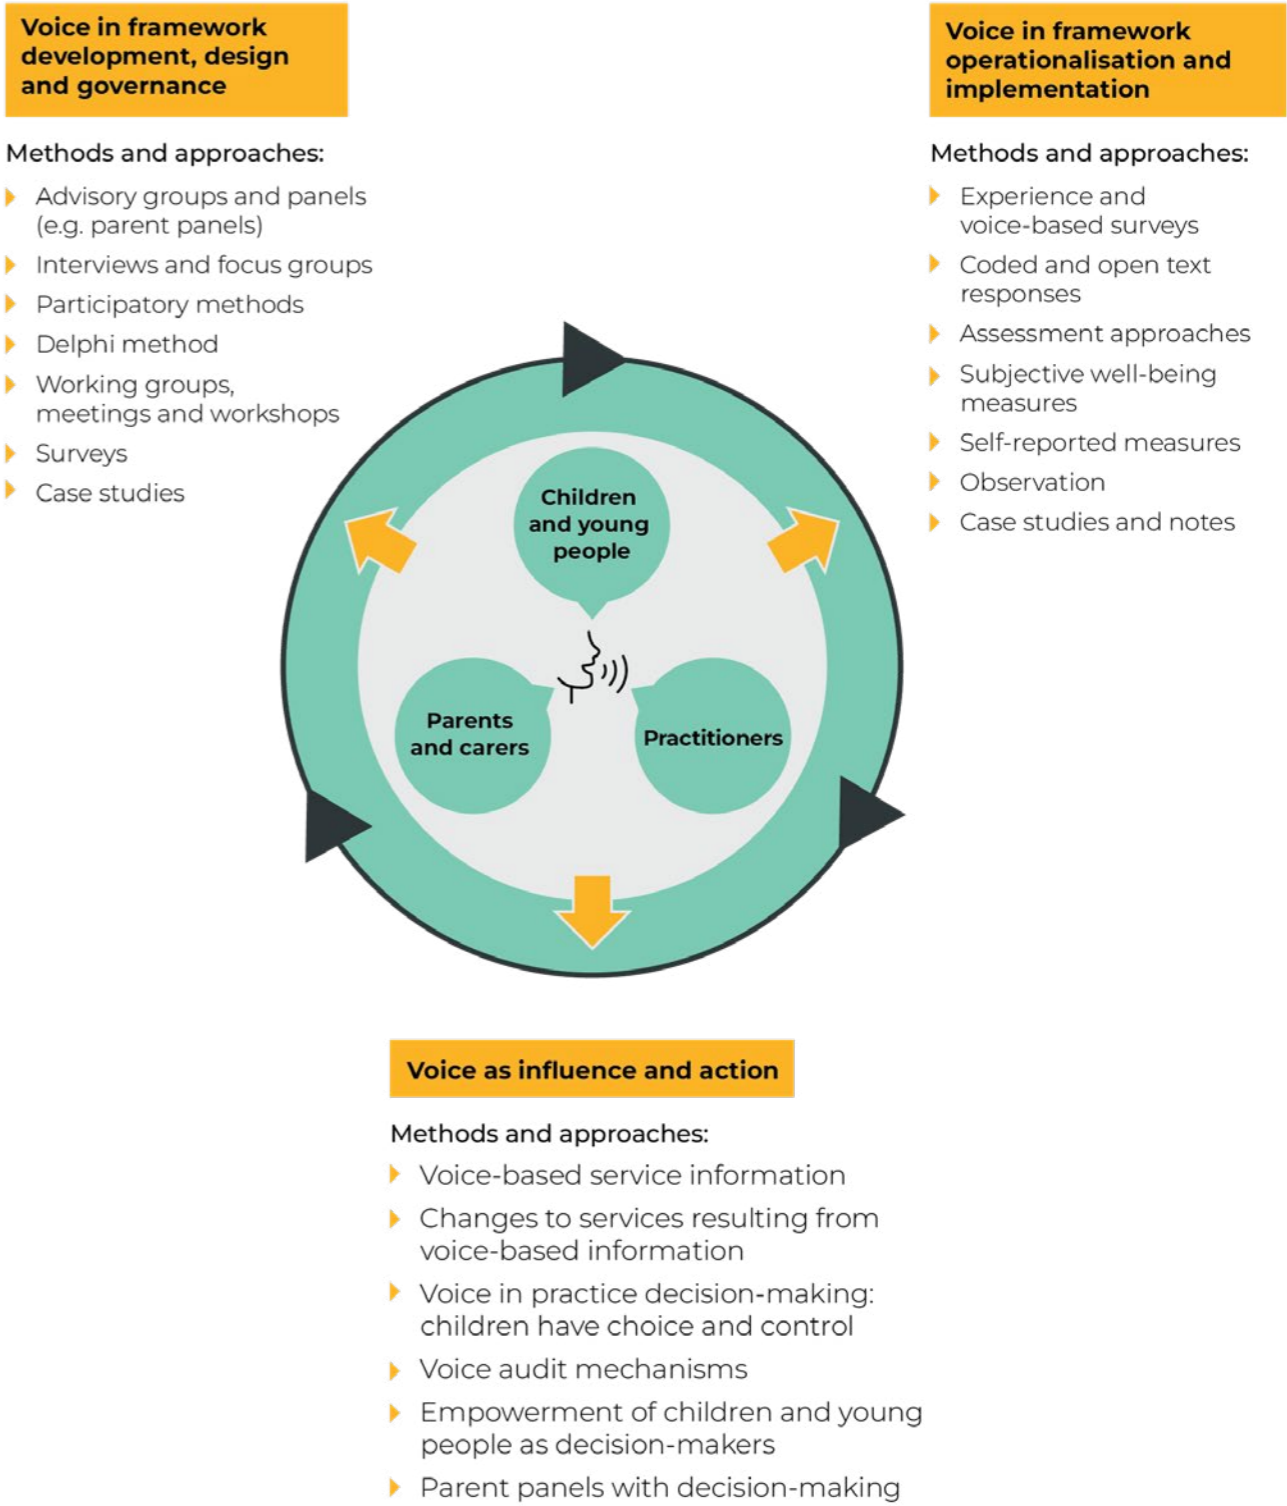 Voice in framework
development, design
and governance
Methods and approaches:
Advisory groups and panels
(e.g. parent panels)
Interviews and focus groups
Participatory methods
Delphi method
Working groups,
meetings and workshops
Surveys
Case studies
Voice in framework
operationalisation and
implementation
Methods and approaches:
Experience and
voice-based surveys
Coded and open text
responses
Assessment approaches
Subjective well-being
measures
Self-reported measures
Observation
Case studies and notes
Children
and young
people
Parents
and carers
Practitioners
Voice as influence and action
Methods and approaches:
Voice-based service information
Changes to services resulting from
voice-based information
Voice in practice decision-making:
children have choice and control
Voice audit mechanisms
Empowerment of children and young
people as decision-makers
Parent panels with decision-making